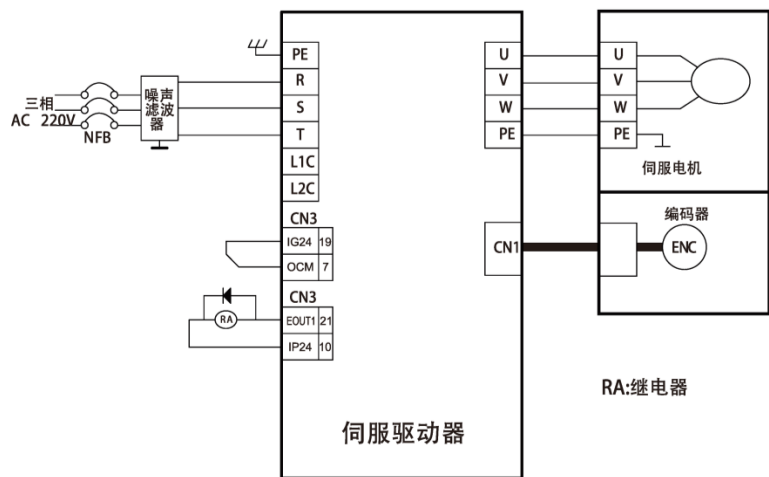 PE
R
S
T
L1C
L2C
三相
AC 220V
NFB
噪声
滤波
器
CN3
IG24 19
OCM 7
CN3
EOUT1 21
IP24 10
RA
U
V
W
PE
CN1
伺服驱动器
U
V
W
PE
伺服电机
编码器
ENC
RA:继电器